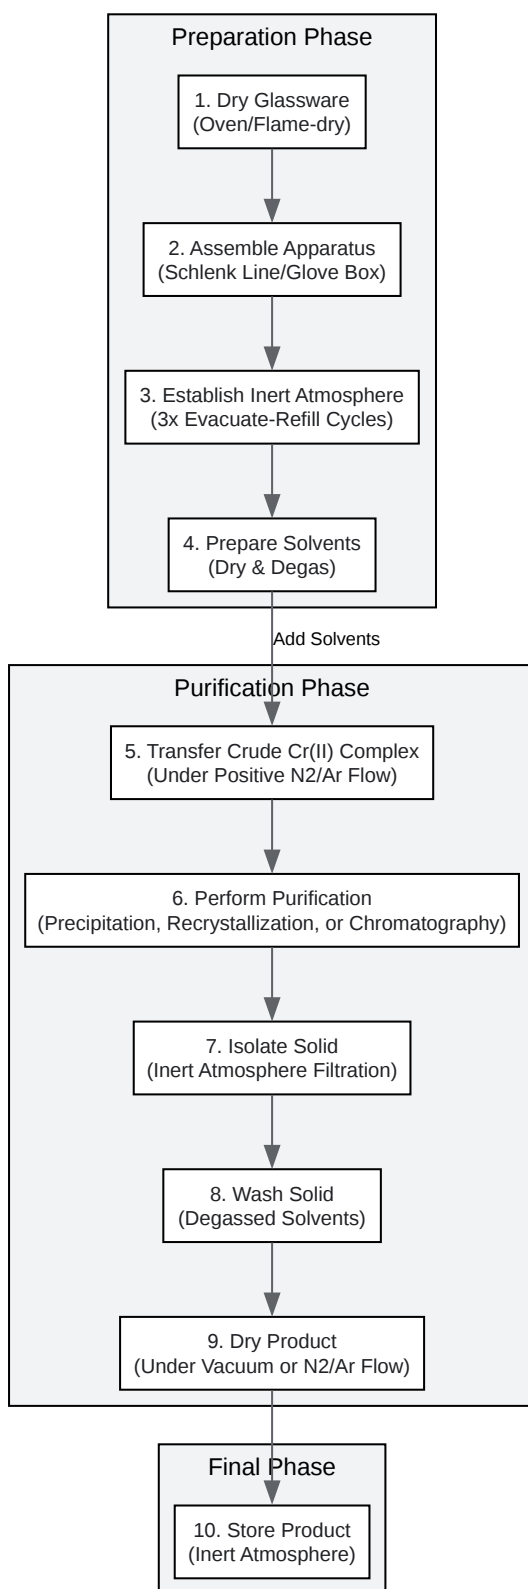 Preparation Phase
1. Dry Glassware
(Oven/Flame-dry)
2. Assemble Apparatus
(Schlenk Line/Glove Box)
3. Establish Inert Atmosphere
(3x Evacuate-Refill Cycles)
4. Prepare Solvents
(Dry & Degas)
Add Solvents
Purification Phase
5. Transfer Crude Cr(II) Complex
(Under Positive N2/Ar Flow)
6. Perform Purification
(Precipitation, Recrystallization, or Chromatography)
7. Isolate Solid
(Inert Atmosphere Filtration)
8. Wash Solid
(Degassed Solvents)
9. Dry Product
(Under Vacuum or N2/Ar Flow)
Final Phase
10. Store Product
(Inert Atmosphere)